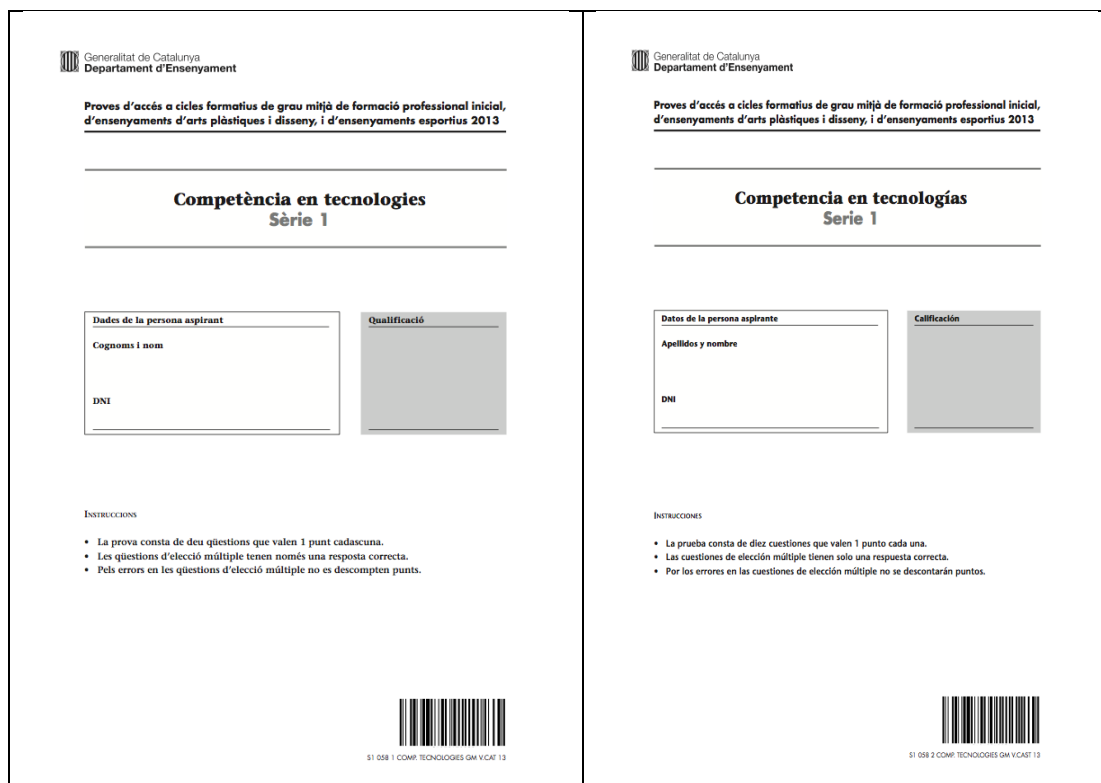 Generalitat de Catalunya
Departament d'Ensenyament
Proves d'accés a cicles formatius de grau mitjà de formació professional inicial,
d'ensenyaments d'arts plàstiques i disseny, i d'ensenyaments esportius 2013
Competència en tecnologies
Sèrie 1
Dades de la persona aspirant
Cognoms i nom
DNI
Qualificació
INSTRUCCIONS
• La prova consta de deu qüestions que valen 1 punt cadascuna.
• Les qüestions d'elecció múltiple tenen només una resposta correcta.
• Pels errors en les qüestions d'elecció múltiple no es descompten punts.
S1 058 1 COMP. TECNOLOGIES GM V.CAT 13
Generalitat de Catalunya
Departament d'Ensenyament
Proves d'accés a cicles formatius de grau mitjà de formació professional inicial,
d'ensenyaments d'arts plàstiques i disseny, i d'ensenyaments esportius 2013
Competencia en tecnologías
Serie 1
Datos de la persona aspirante
Apellidos y nombre
DNI
Calificación
INSTRUCCIONES
• La prueba consta de diez cuestiones que valen 1 punto cada una.
• Las cuestiones de elección múltiple tienen solo una respuesta correcta.
• Por los errores en las cuestiones de elección múltiple no se descontarán puntos.
S1 058 2 COMP. TECNOLOGIES GM V.CAST 13